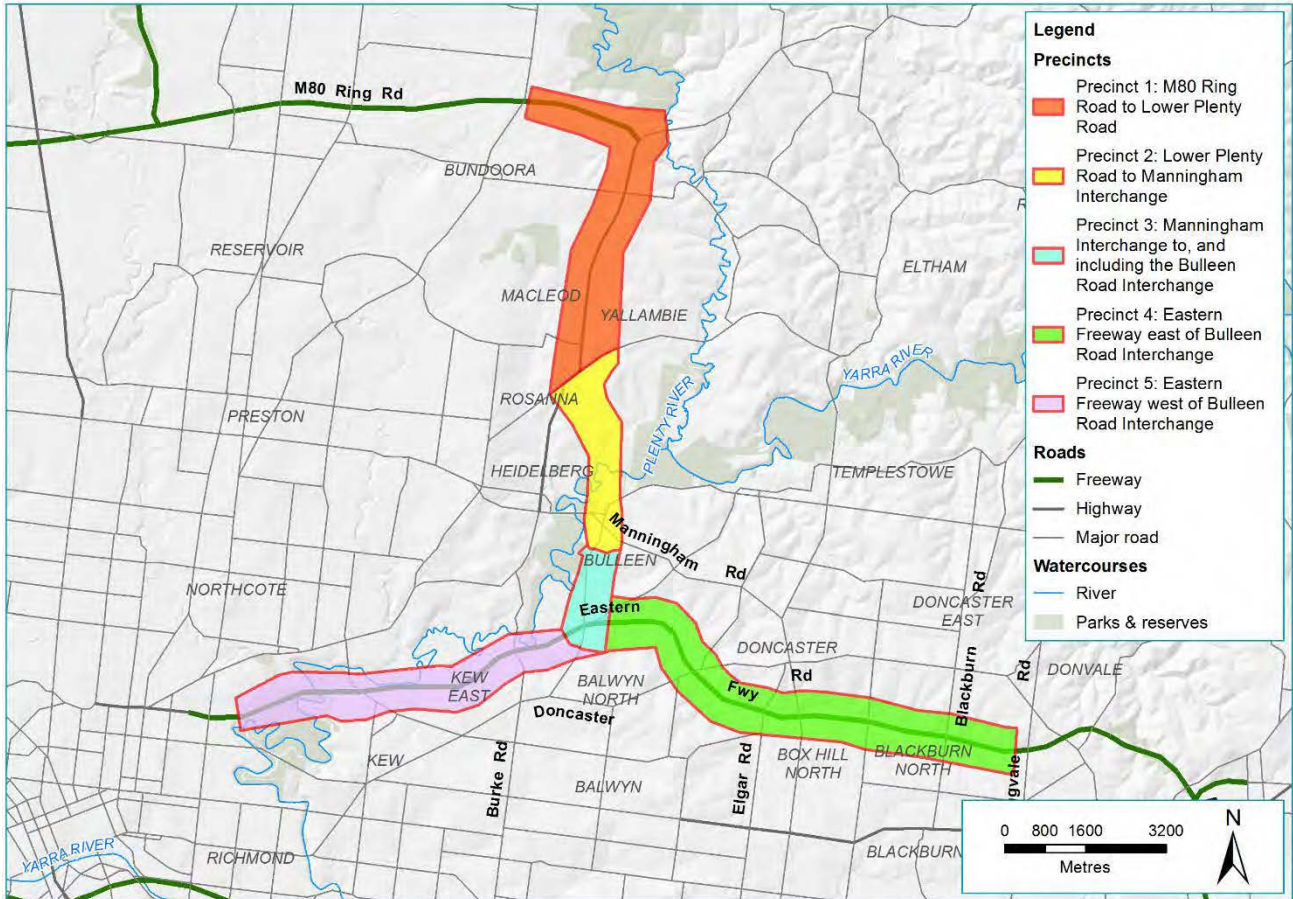 M80 Ring Rd
BUNDOORA
RESERVOIR
MACLEOD
YALLAMBIE
ELTHAM
R
YARRA RIVER
ROSANNA
PRESTON
PLENTY RIVER
HEIDELBERG
TEMPLESTOWE
Manningham
Rd
BULLEEN
NORTHCOTE
Eastern
Rd
DONCASTER
EAST
DONCASTER
Rd
Blackburn
Rd
DONVALE
KEW
EAST
BALWYN
NORTH
Fwy
Doncaster
KEW
Burke Rd
BALWYN
Elgar Rd
BOX HILL
NORTH
BLACKBURN
NORTH
gvale
RICHMOND
YARRA RIVER
BLACKBURN
Legend
Precincts
Precinct 1: M80 Ring
Road to Lower Plenty
Road
Precinct 2: Lower Plenty
Road to Manningham
Interchange
Precinct 3: Manningham
Interchange to, and
including the Bulleen
Road Interchange
Precinct 4: Eastern
Freeway east of Bulleen
Road Interchange
Precinct 5: Eastern
Freeway west of Bulleen
Road Interchange
Roads
Freeway
Highway
Major road
Watercourses
River
Parks & reserves
0 800 1600 3200
Metres
N